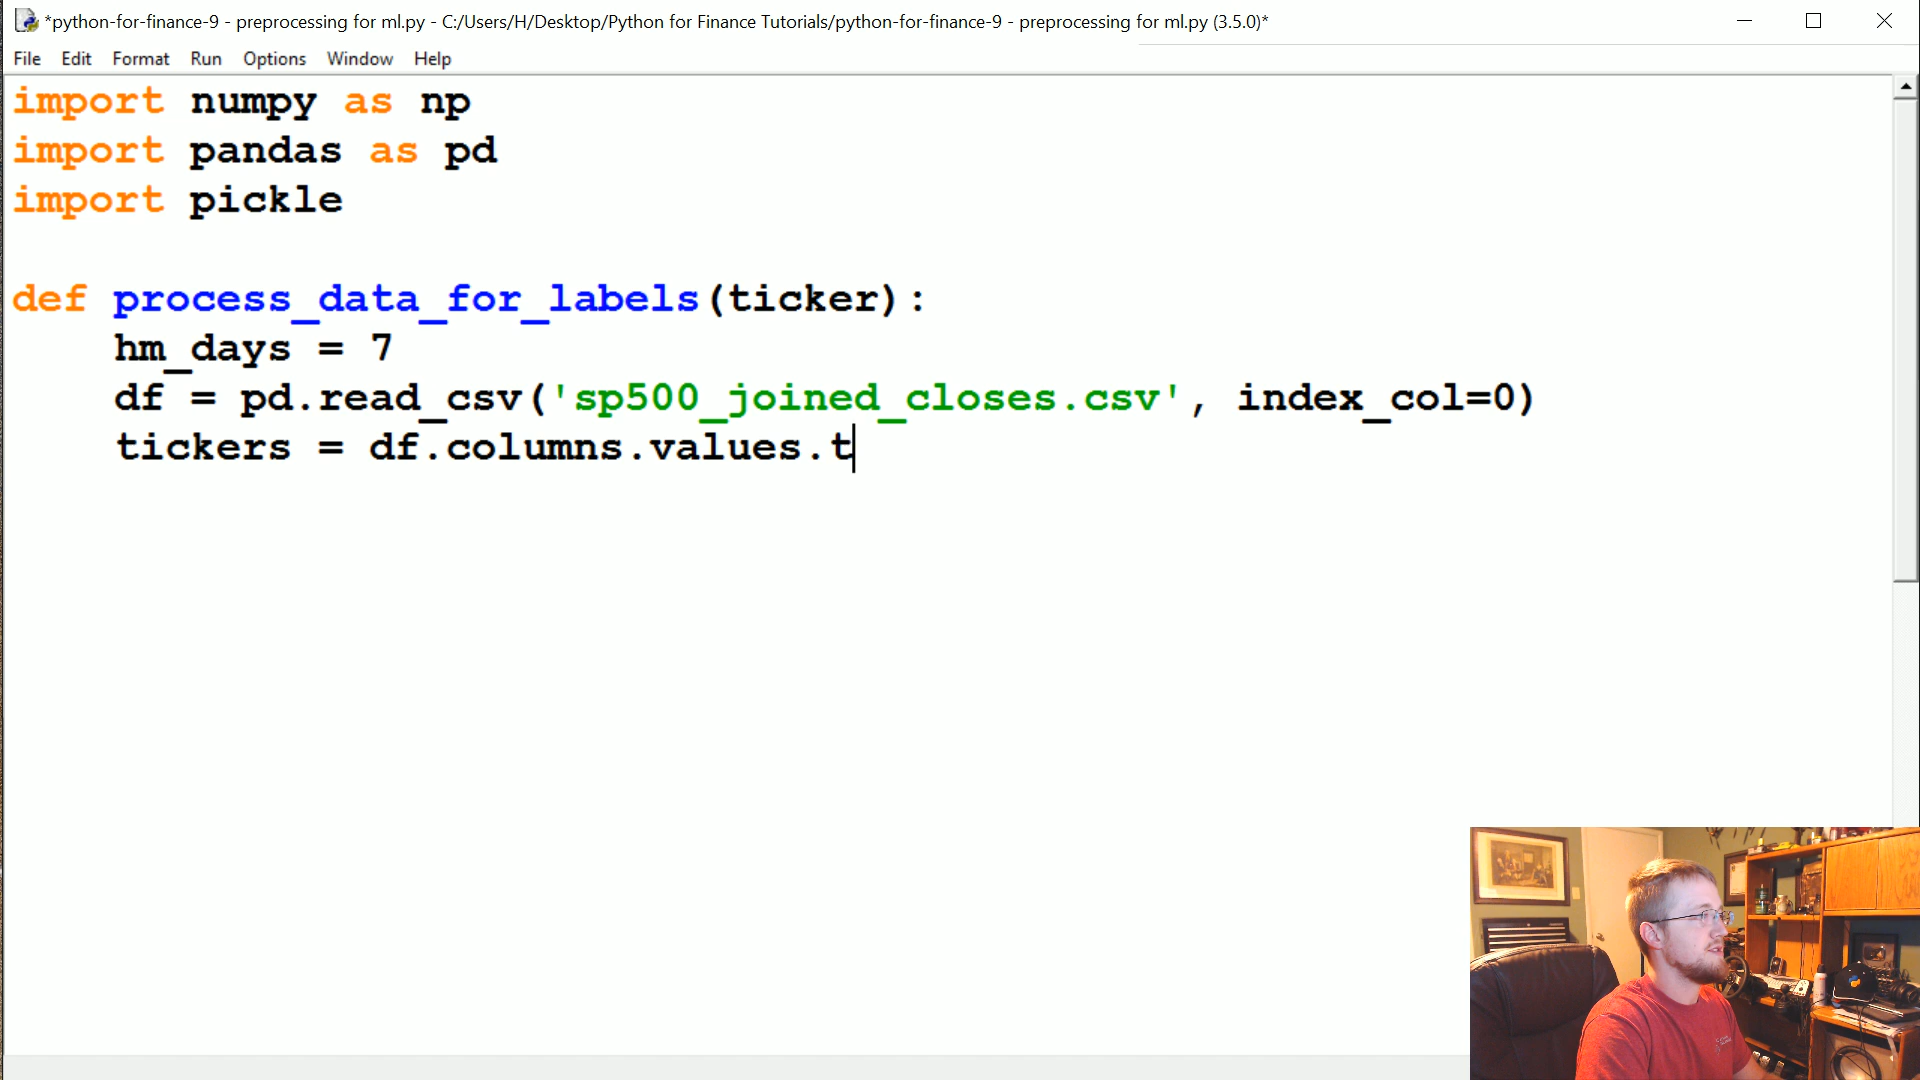 *python-for-finance-9 - preprocessing for ml.py - C:/Users/H/Desktop/Python for Finance Tutorials/python-for-finance-9 - preprocessing for ml.py (3.5.0)*
File Edit Format Run Options Window Help
import numpy as np
import pandas as pd
import pickle
def process_data_for_labels(ticker):
hm_days = 7
df = pd.read_csv('sp500_joined_closes.csv', index_col=0)
tickers = df.columns.values.t